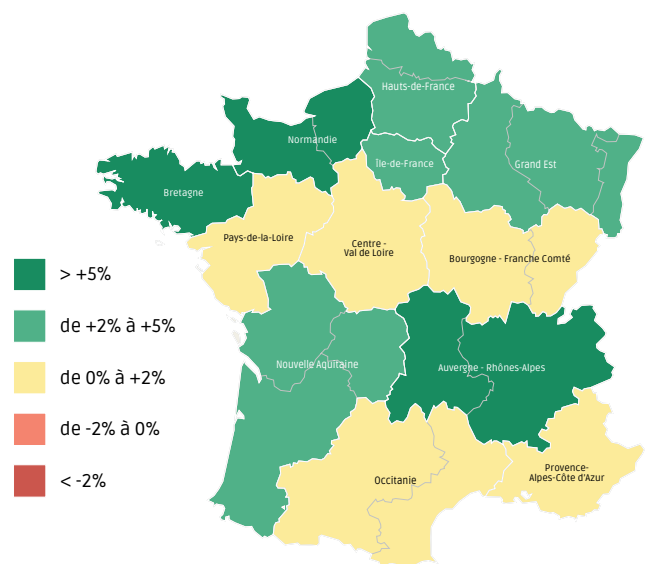 Hauts-de-France
Normandie
Île-de-France
Grand Est
Bretagne
Pays-de-la-Loire
Centre -
Val de Loire
Bourgogne - Franche Comté
> +5%
de +2% à +5%
de 0% à +2%
de -2% à 0%
< -2%
Nouvelle Aquitaine
Auvergne - Rhônes-Alpes
Occitanie
Provence-
Alpes-Côte d'Azur